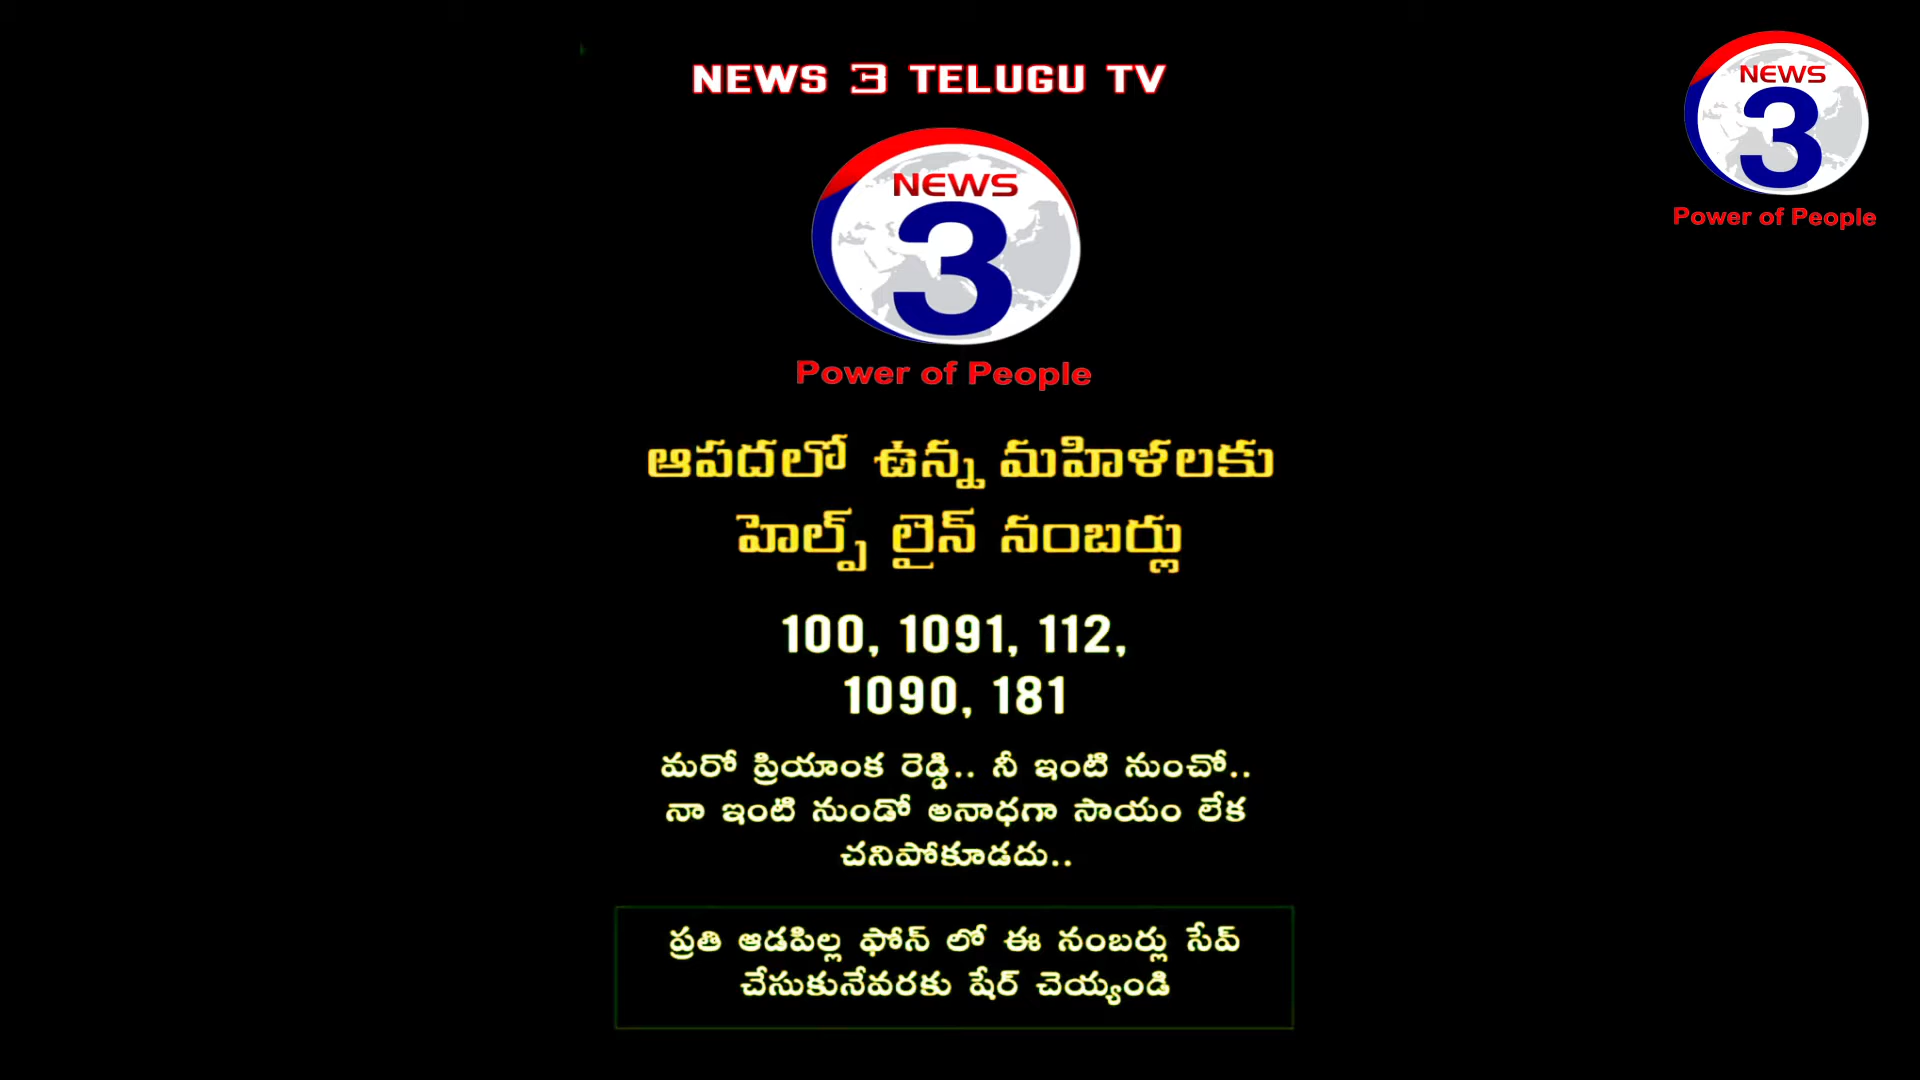 NEWS 3 TELUGU TV
NEWS
3
Power of People
NEWS
3
Power of People
ఆపదలో ఉన్న మహిళలకు
హెల్ప్ లైన్ నంబర్లు
100, 1091, 112,
1090, 181
మరో ప్రియాంక రెడ్డి.. నీ ఇంటి నుంచో..
నా ఇంటి నుండో అనాధగా సాయం లేక
చనిపోకూడదు..
ప్రతి ఆడపిల్ల ఫోన్ లో ఈ నంబర్లు సేవ్
చేసుకునేవరకు షేర్ చెయ్యండి